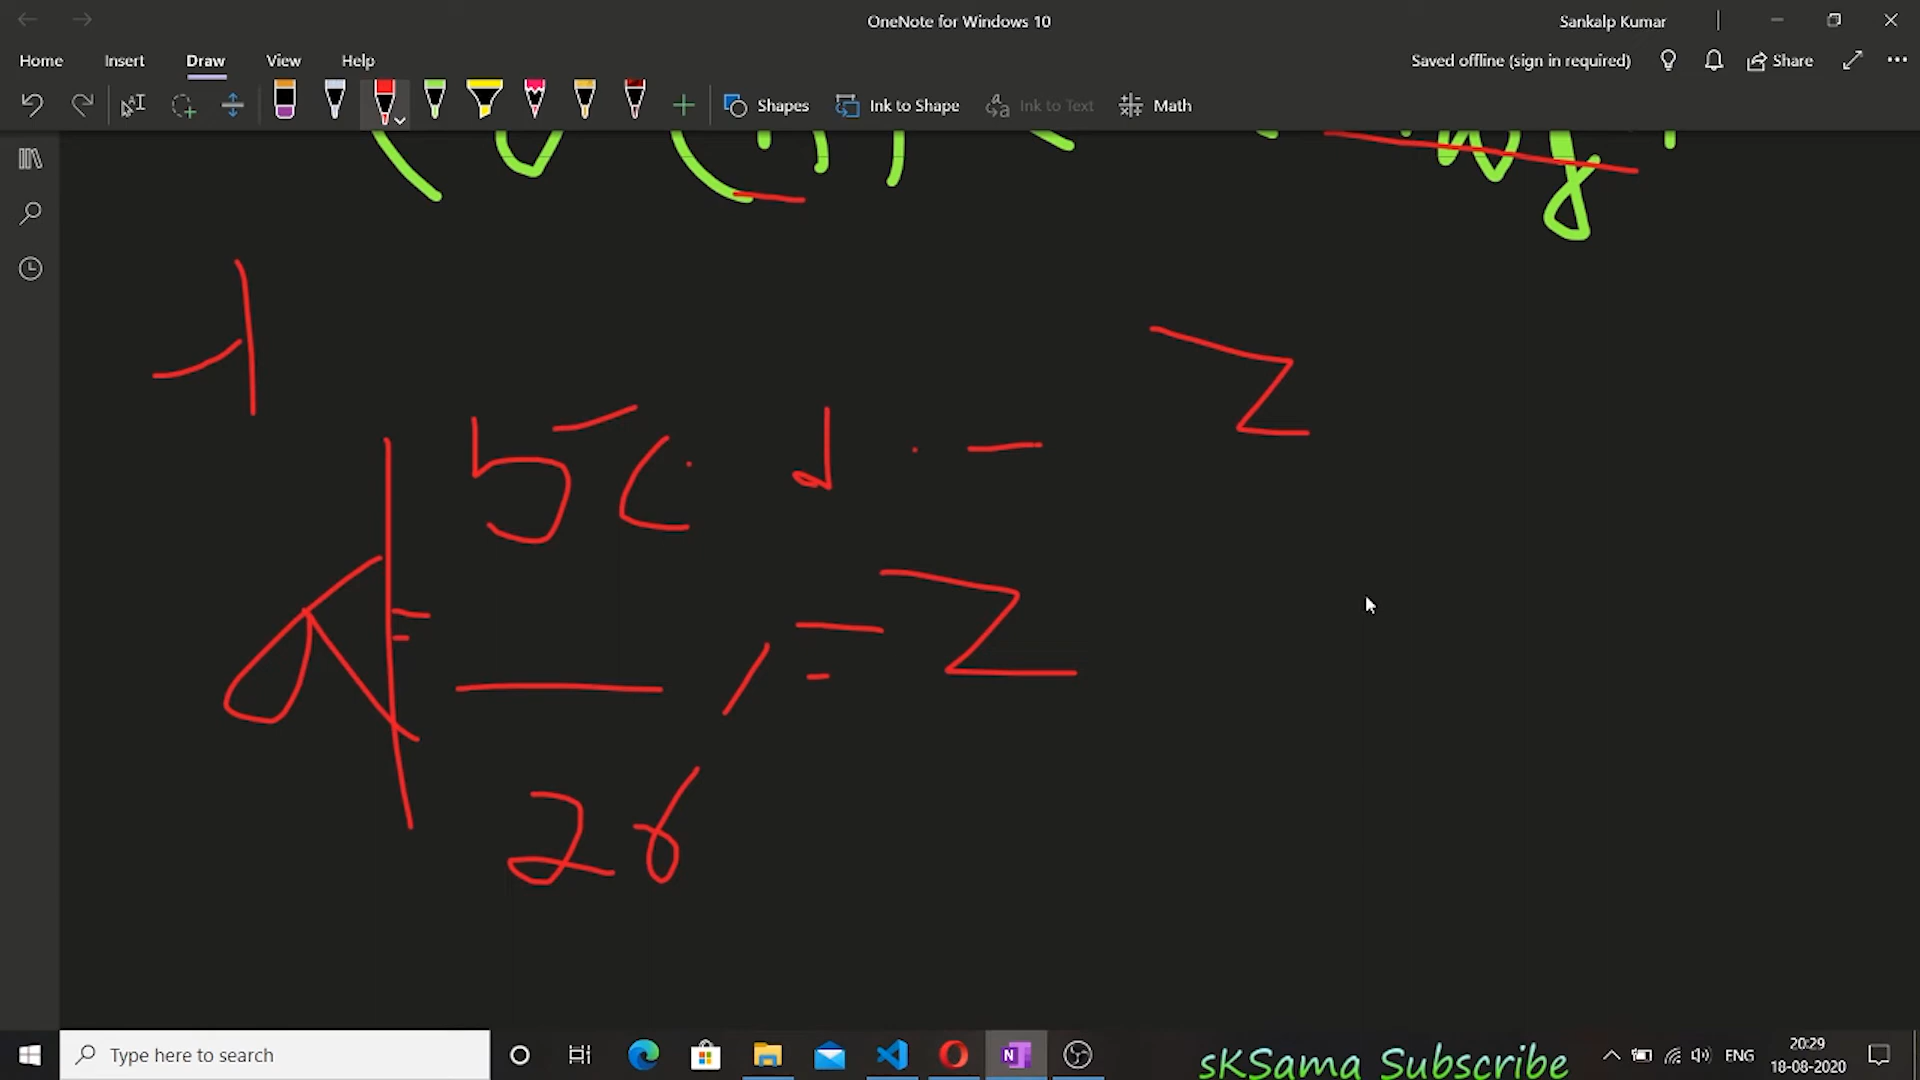 OneNote for Windows 10
Sankalp Kumar
Home Insert Draw View Help
Saved offline (sign in required) Share
Shapes Ink to Shape Ink to Text Math
Z
5
Z
26
Type here to search
N
sKSama Subscribe
ENG
20:29
18-08-2020